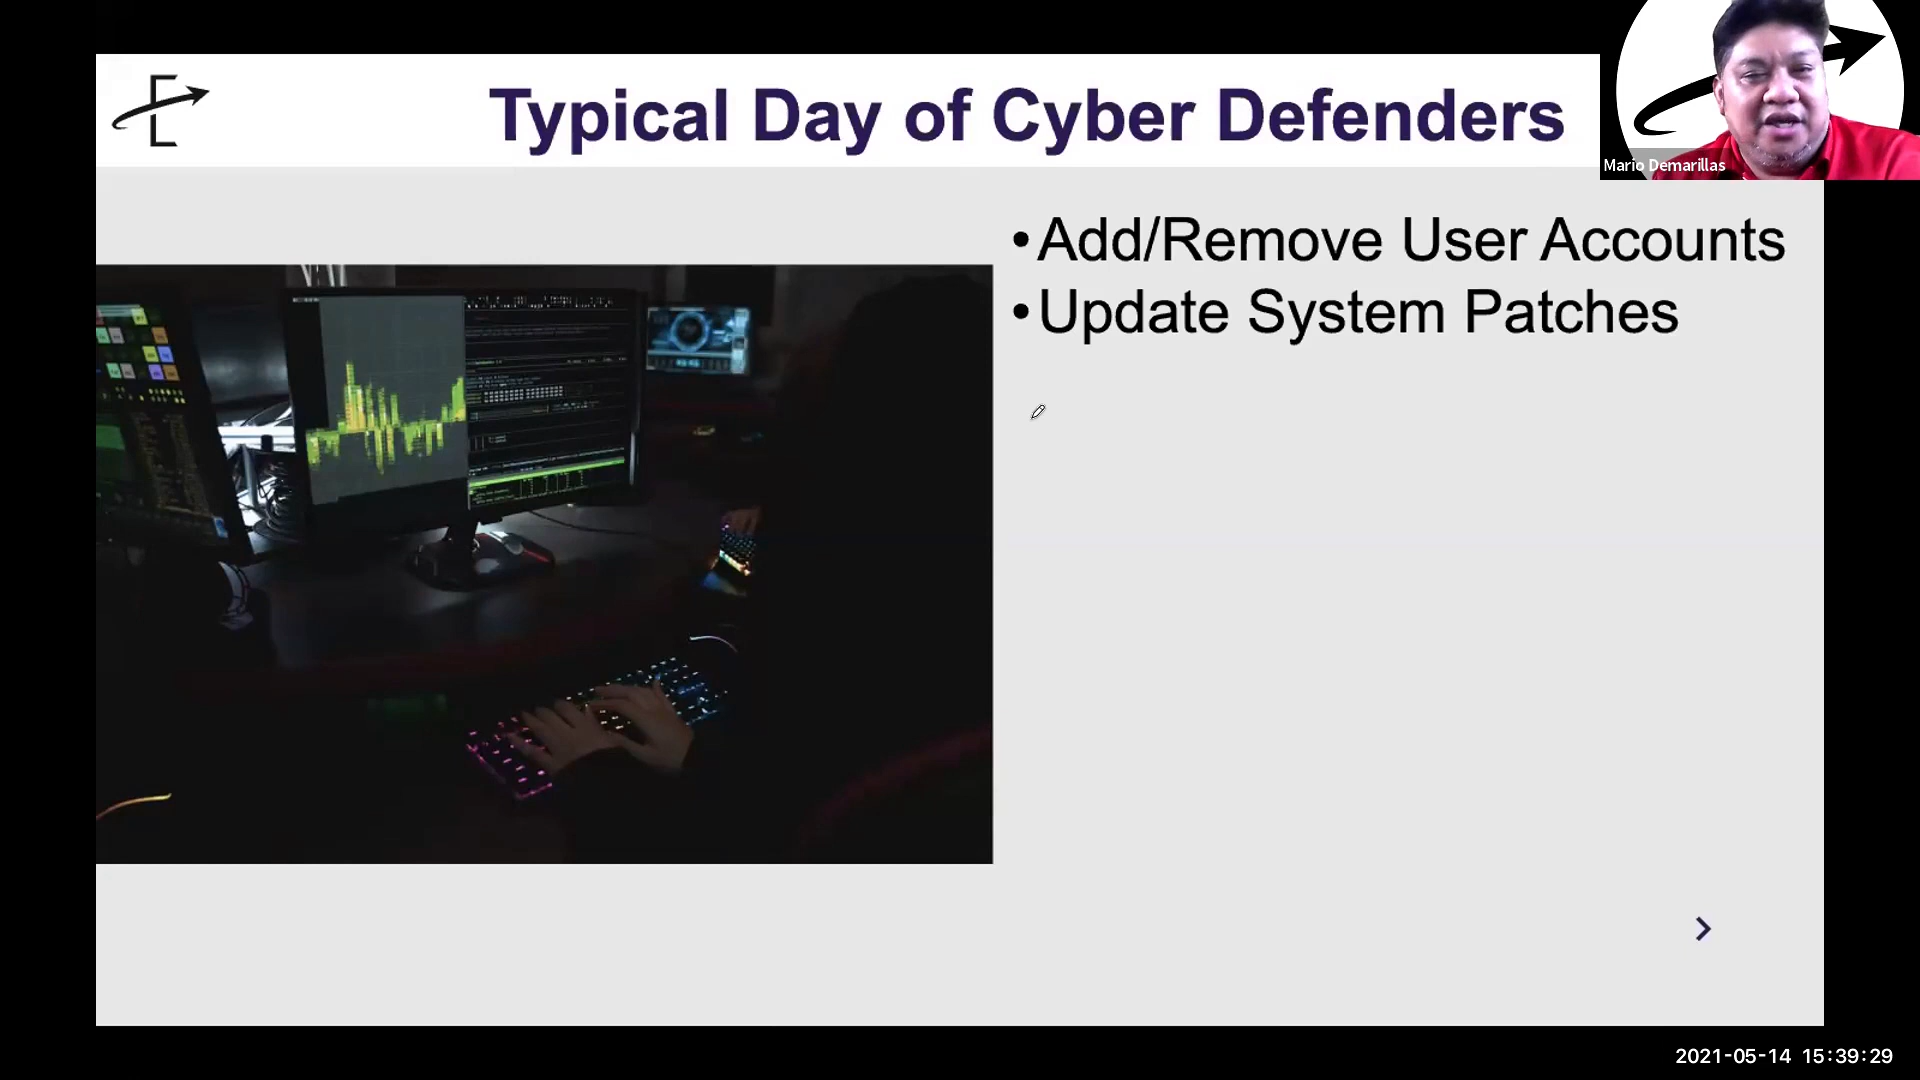 Typical Day of Cyber Defenders
Mario Demarillas
•Add/Remove User Accounts
•Update System Patches
2021-05-14 15:39:29